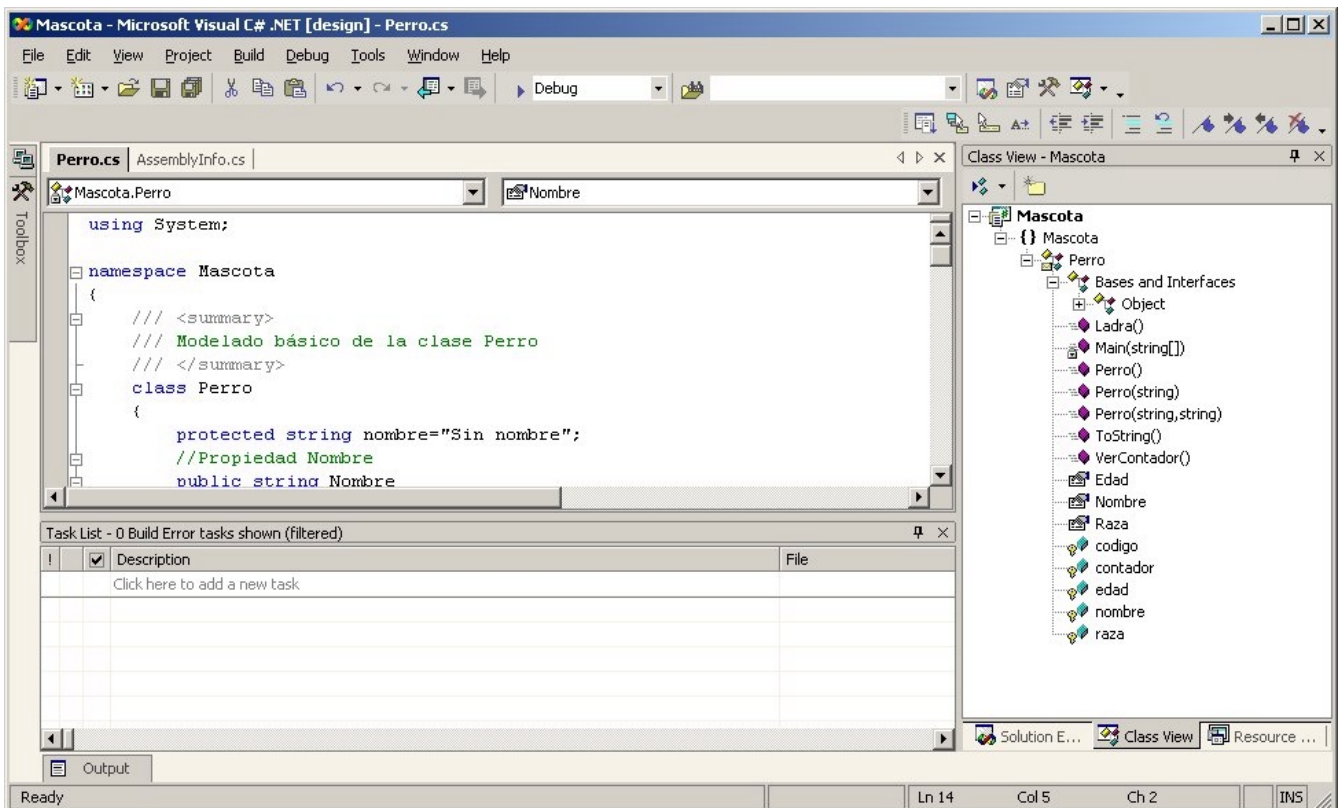 Mascota - Microsoft Visual C# .NET [design] - Perro.cs
File Edit View Project Build Debug Tools Window Help
Debug
Perro.cs AssemblyInfo.cs
Toolbox
Mascota.Perro Nombre
using System;
namespace Mascota
{
/// <summary>
/// Modelado básico de la clase Perro
/// </summary>
class Perro
{
protected string nombre="Sin nombre";
//Propiedad Nombre
public string Nombre
Task List - 0 Build Error tasks shown (filtered)
! Description File
Click here to add a new task
Output
Class View - Mascota
Mascota
{} Mascota
Perro
Bases and Interfaces
Object
Ladra()
Main(string[])
Perro()
Perro(string)
Perro(string,string)
ToString()
VerContador()
Edad
Nombre
Raza
codigo
contador
edad
nombre
raza
Solution E... Class View Resource ...
Ready Ln 14 Col 5 Ch 2 INS